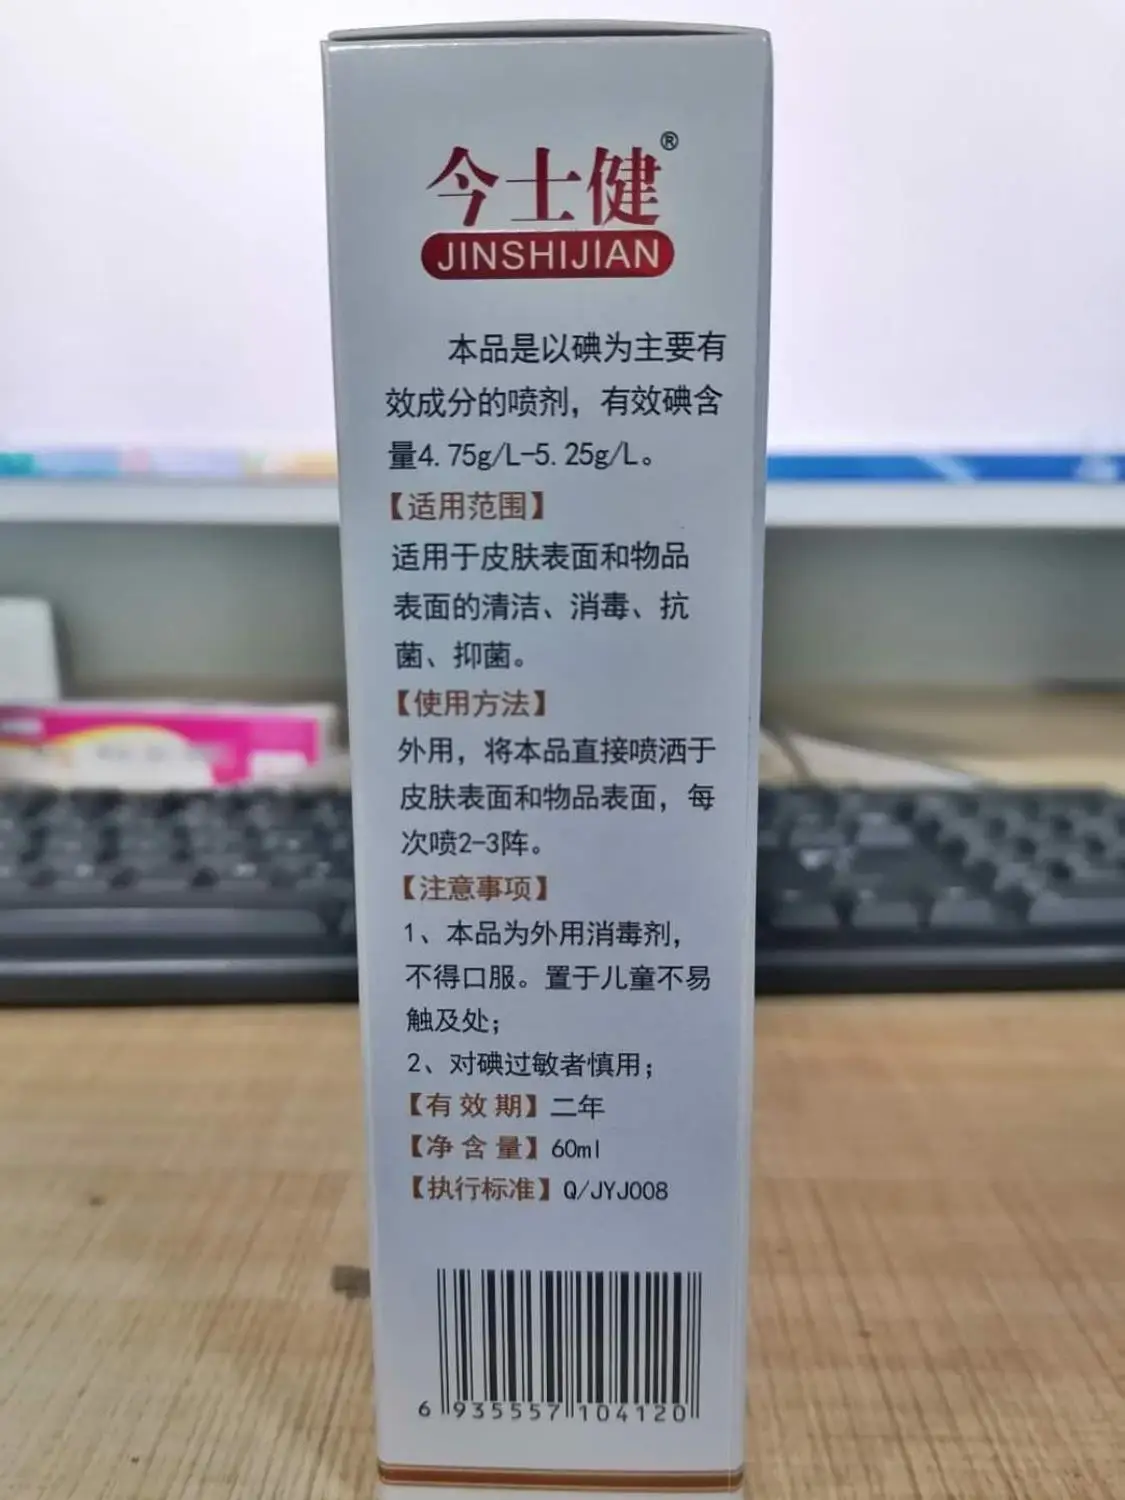 今士健®
JINSHIJIAN
本品是以碘为主要有
效成分的喷剂，有效碘含
量4.75g/L-5.25g/L。
【适用范围】
适用于皮肤表面和物品
表面的清洁、消毒、抗
菌、抑菌。
【使用方法】
外用，将本品直接喷洒于
皮肤表面和物品表面，每
次喷2-3阵。
【注意事项】
1、本品为外用消毒剂，
不得口服。置于儿童不易
触及处；
2、对碘过敏者慎用；
【有效期】二年
【净含量】60ml
【执行标准】Q/JYJ008
6 935557 104120